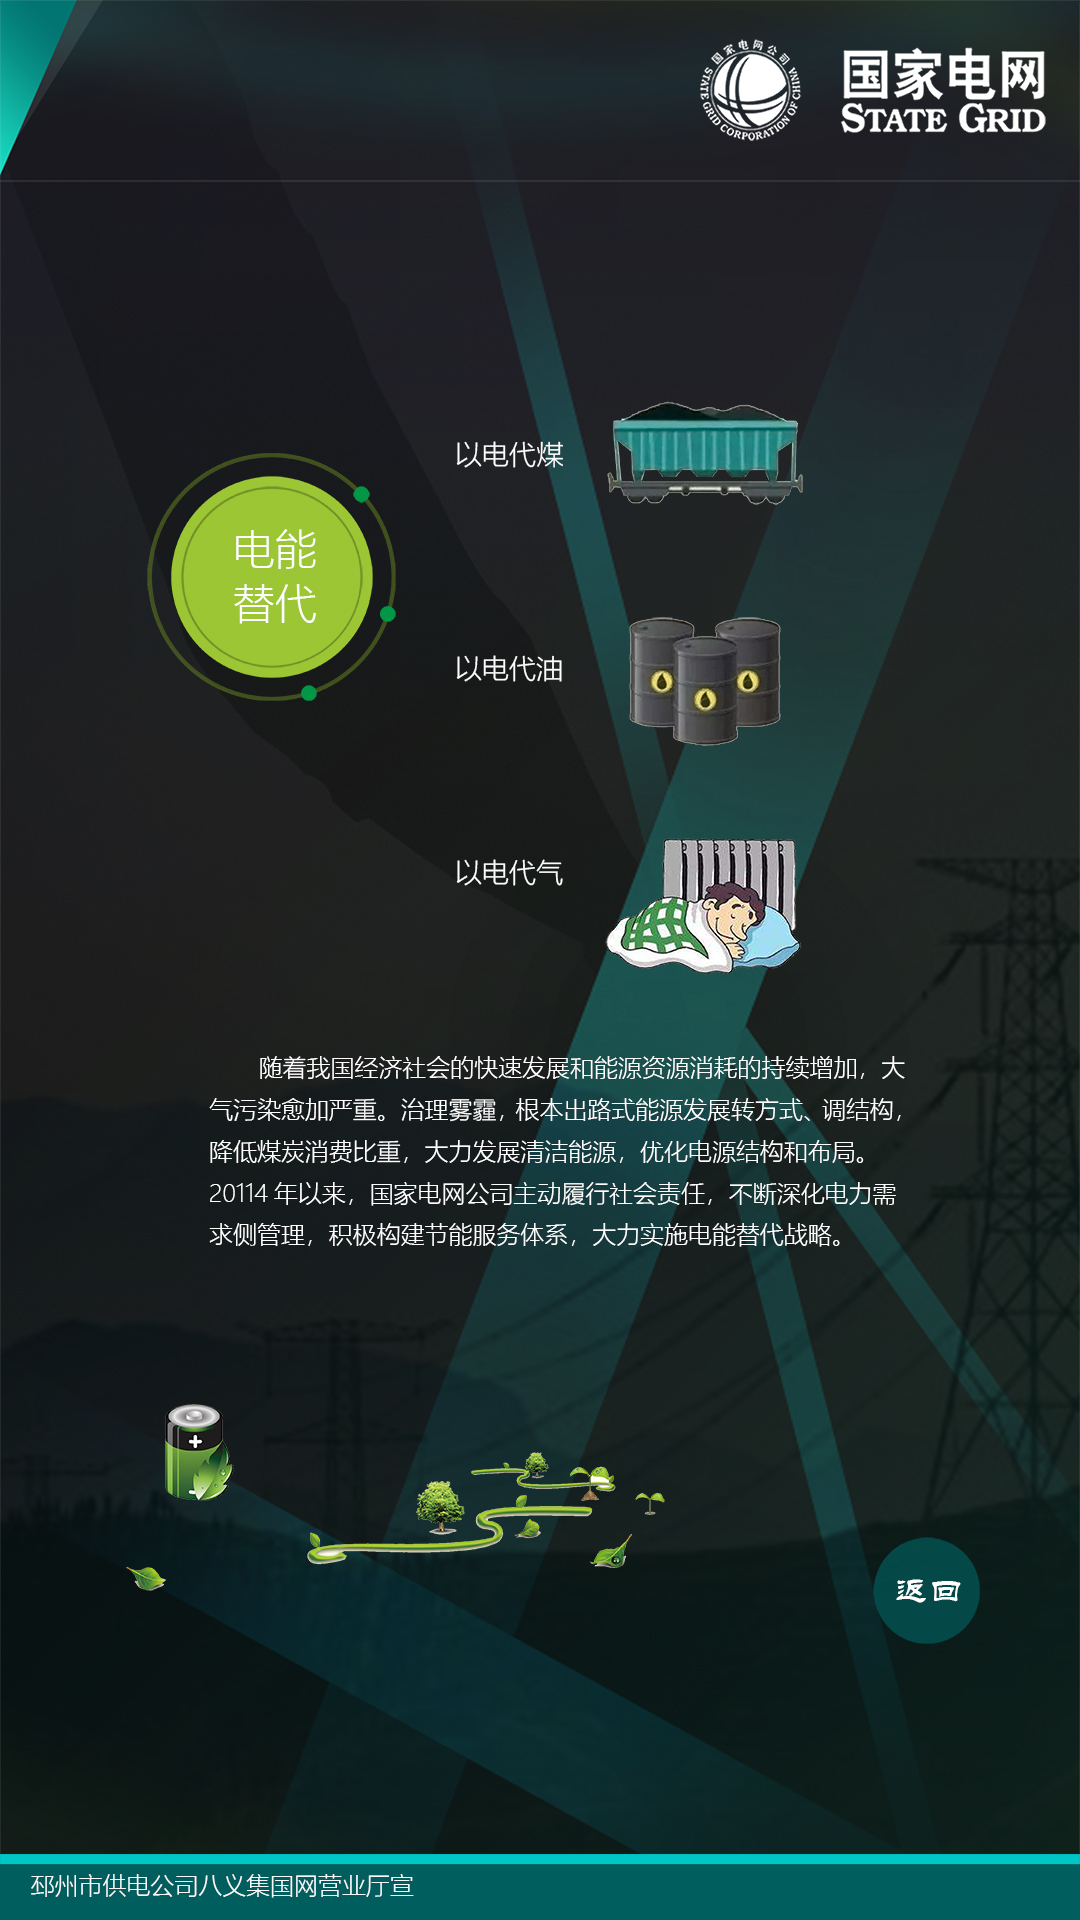 国家电网公司
STATE GRID CORPORATION OF CHINA
国家电网
STATE GRID
以电代煤
电能
替代
以电代油
以电代气
随着我国经济社会的快速发展和能源资源消耗的持续增加，大
气污染愈加严重。治理雾霾，根本出路式能源发展转方式、调结构，
降低煤炭消费比重，大力发展清洁能源，优化电源结构和布局。
20114 年以来，国家电网公司主动履行社会责任，不断深化电力需
求侧管理，积极构建节能服务体系，大力实施电能替代战略。
返回
邳州市供电公司八义集国网营业厅宣